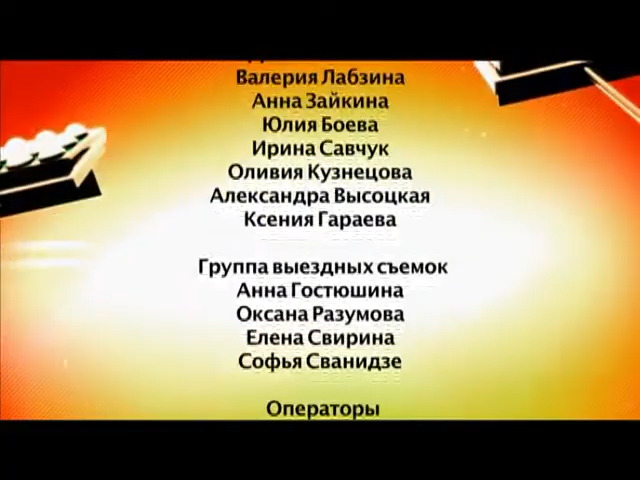 Валерия Лабзина
Анна Зайкина
Юлия Боева
Ирина Савчук
Оливия Кузнецова
Александра Высоцкая
Ксения Гараева
Группа выездных съемок
Анна Гостюшина
Оксана Разумова
Елена Свирина
Софья Сванидзе
Операторы